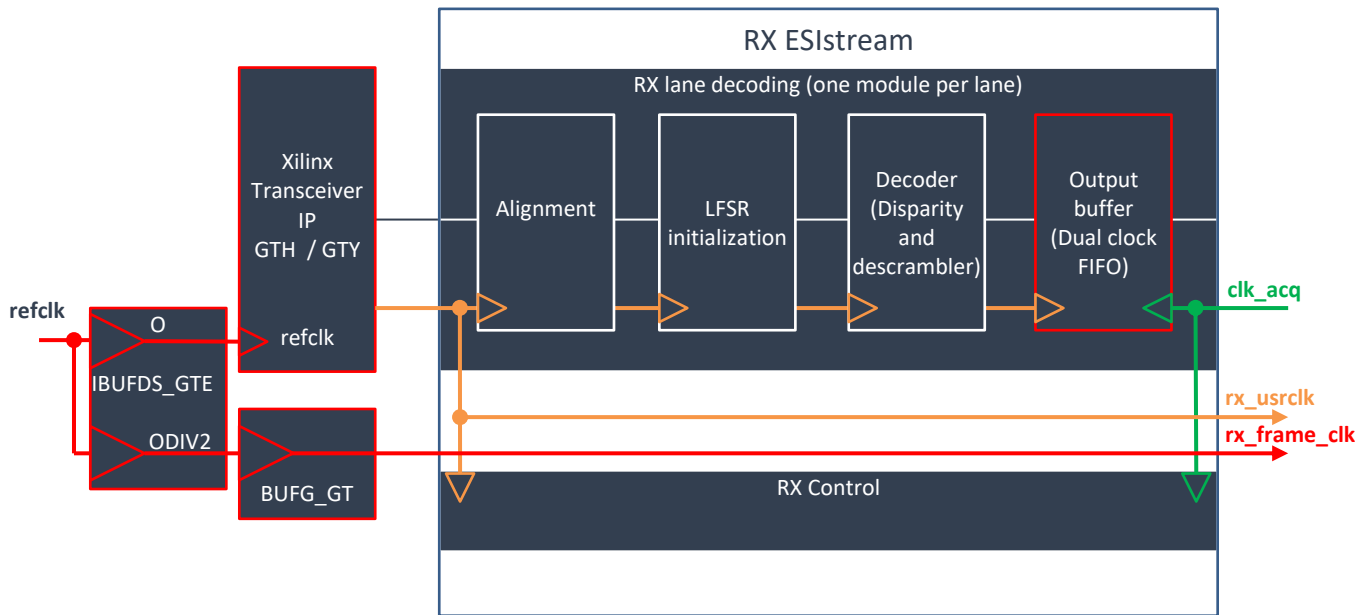 RX ESIstream
RX lane decoding (one module per lane)
Xilinx
Transceiver
IP
GTH / GTY
refclk
Alignment
LFSR
initialization
Decoder
(Disparity
and
descrambler)
Output
buffer
(Dual clock
FIFO)
clk_acq
refclk
O
IBUFDS_GTE
ODIV2
BUFG_GT
rx_usrclk
rx_frame_clk
RX Control